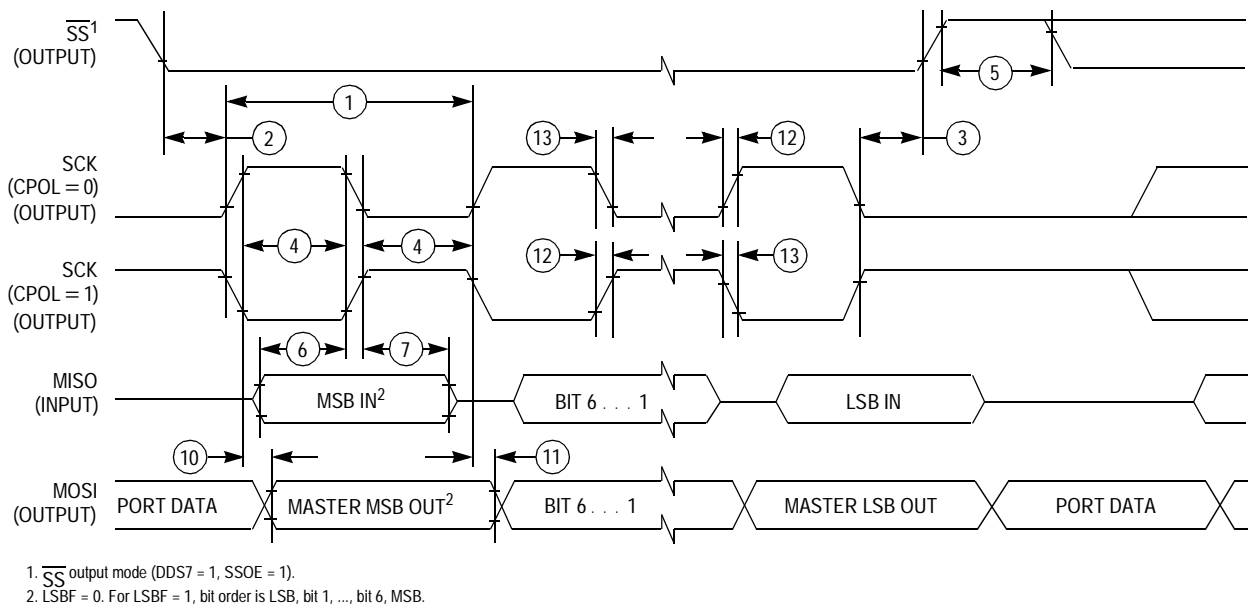 SS1
(OUTPUT)
5
1
2
13
12
3
SCK
(CPOL = 0)
(OUTPUT)
4
4
12
13
SCK
(CPOL = 1)
(OUTPUT)
6
7
MISO
(INPUT)
MSB IN2
BIT 6 . . . 1
LSB IN
10
11
MOSI
(OUTPUT)
PORT DATA
MASTER MSB OUT2
BIT 6 . . . 1
MASTER LSB OUT
PORT DATA
1. SS output mode (DDS7 = 1, SSOE = 1).
2. LSBF = 0. For LSBF = 1, bit order is LSB, bit 1, ..., bit 6, MSB.